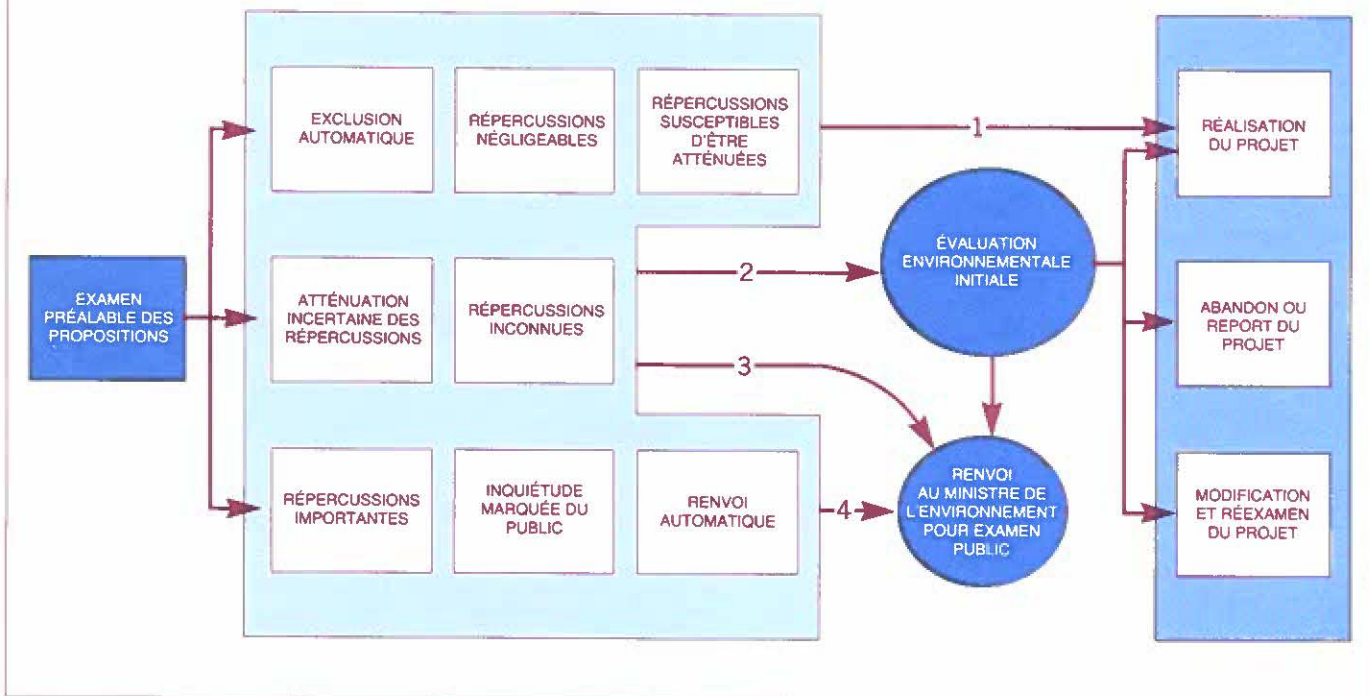 EXCLUSION
AUTOMATIQUE
RÉPERCUSSIONS
NÉGLIGEABLES
RÉPERCUSSIONS
SUSCEPTIBLES
D'ÊTRE
ATTÉNUÉES
1
RÉALISATION
DU PROJET
EXAMEN
PRÉALABLE DES
PROPOSITIONS
ATTÉNUATION
INCERTAINE DES
RÉPERCUSSIONS
RÉPERCUSSIONS
INCONNUES
2
3
ÉVALUATION
ENVIRONNEMENTALE
INITIALE
ABANDON OU
REPORT DU
PROJET
RÉPERCUSSIONS
IMPORTANTES
INQUIÉTUDE
MARQUÉE DU
PUBLIC
RENVOI
AUTOMATIQUE
4
RENVOI
AU MINISTRE DE
L'ENVIRONNEMENT
POUR EXAMEN
PUBLIC
MODIFICATION
ET RÉEXAMEN
DU PROJET